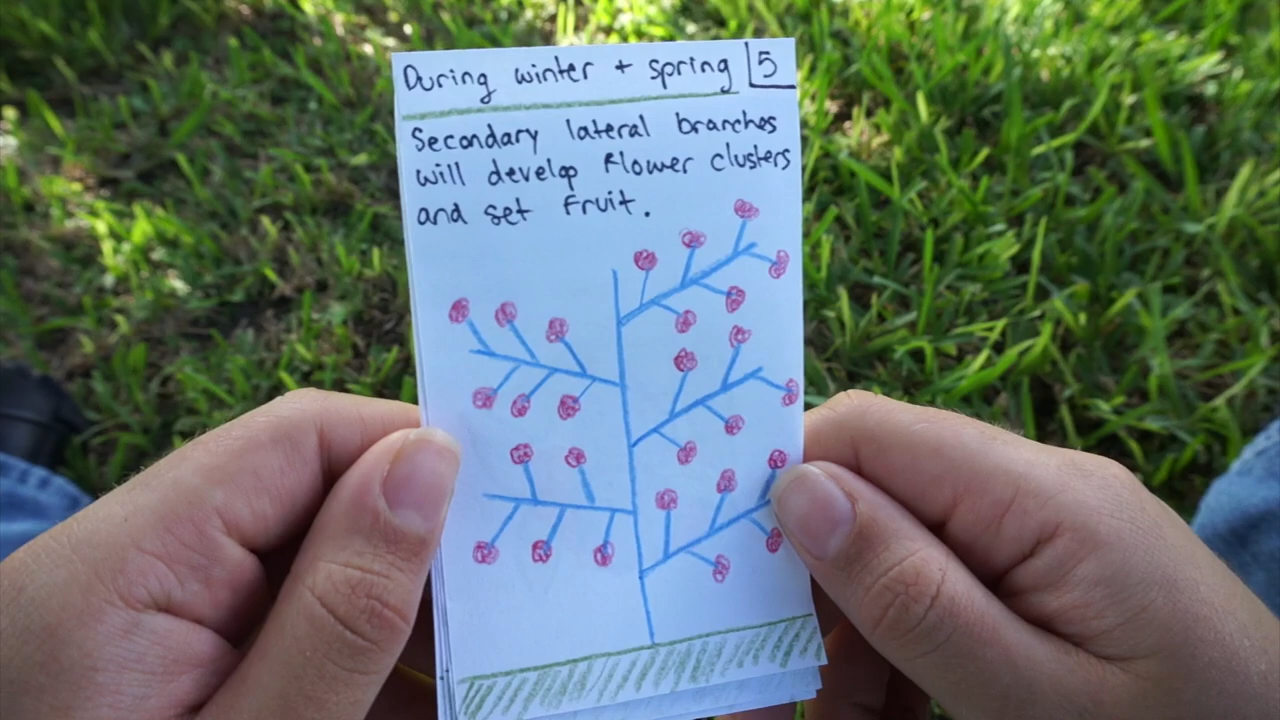 During winter + spring 5
Secondary lateral branches
will develop flower clusters
and set fruit.